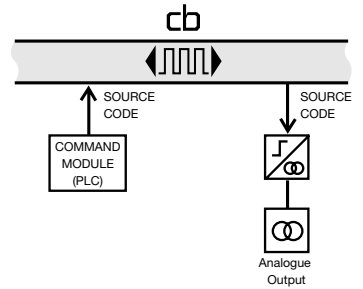 cb
SOURCE
CODE
SOURCE
CODE
COMMAND
MODULE
(PLC)
Analogue
Output